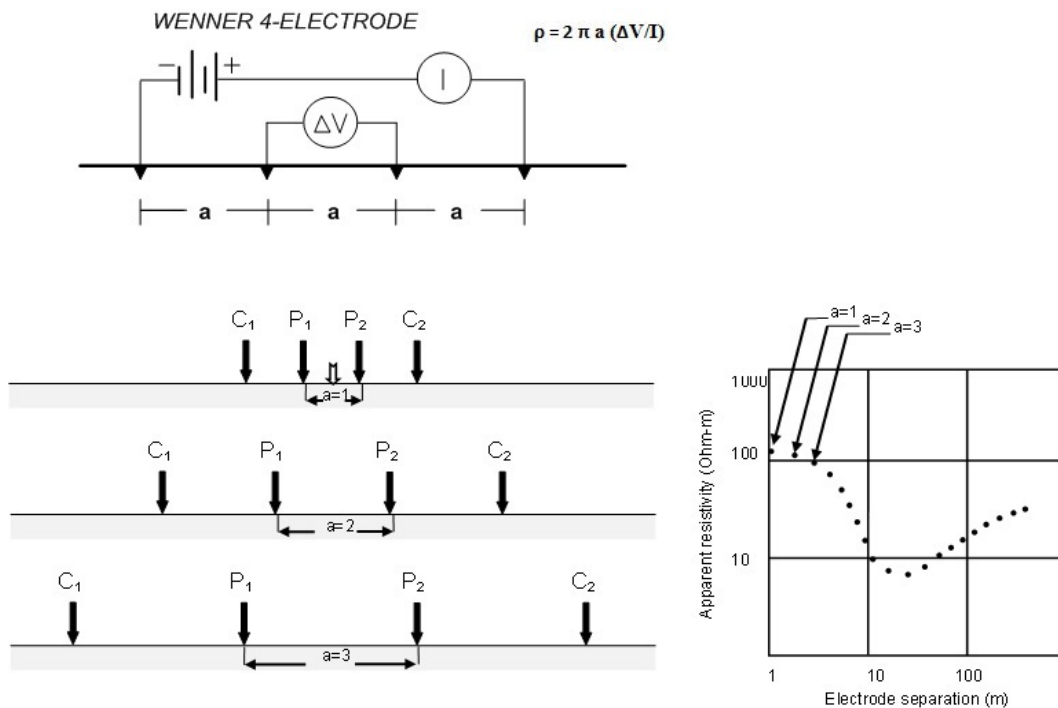 WENNER 4-ELECTRODE
ρ = 2 π a (ΔV/I)
− +
I
ΔV
a a a
C₁ P₁ P₂ C₂
a=1
C₁ P₁ P₂ C₂
a=2
C₁ P₁ P₂ C₂
a=3
a=1
a=2
a=3
Apparent resistivity (Ohm-m)
1000
100
10
1 10 100
Electrode separation (m)